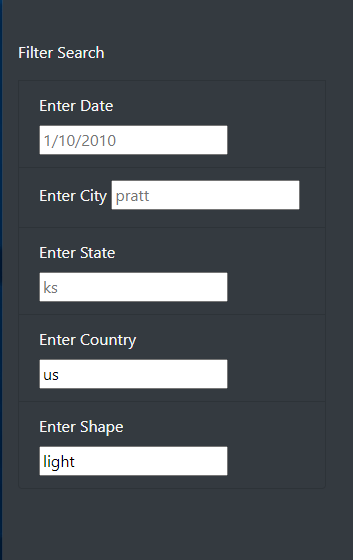 Filter Search
Enter Date
1/10/2010
Enter City pratt
Enter State
ks
Enter Country
us
Enter Shape
light